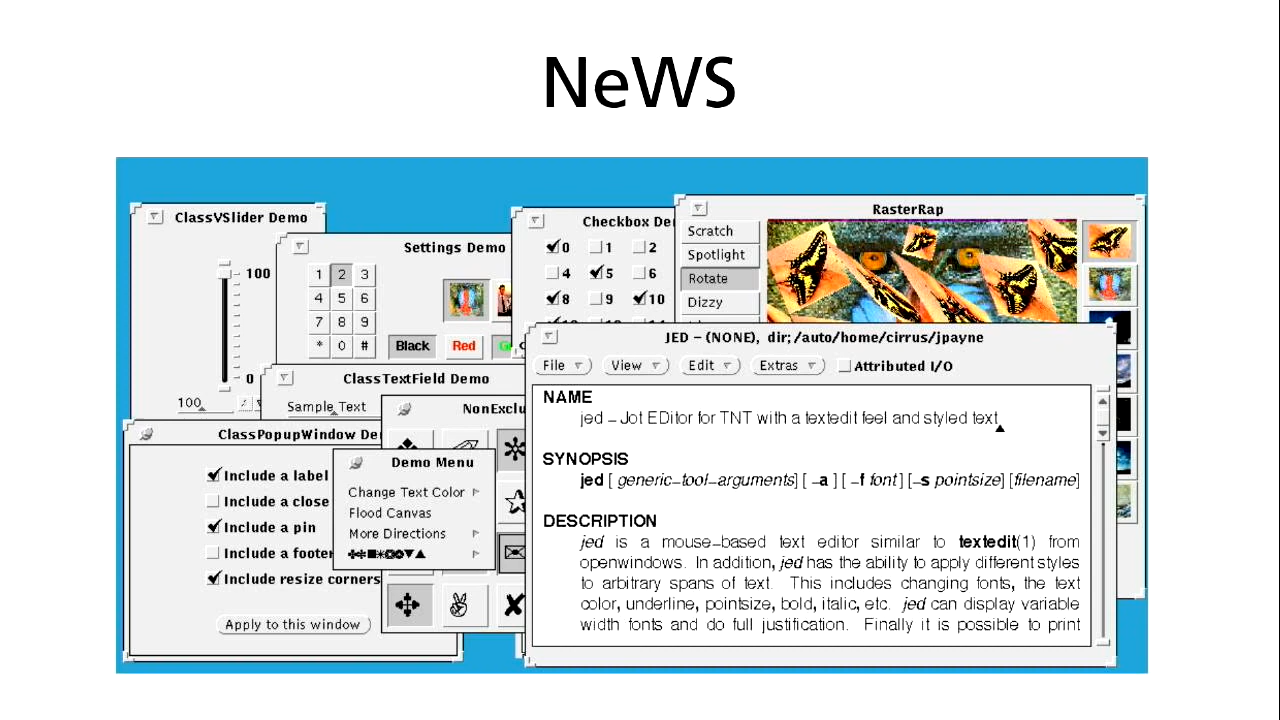 NeWS
ClassVSlider Demo
100
0
100
Settings Demo
1 2 3
4 5 6
7 8 9
* 0 #
Black Red
ClassTextField Demo
Sample Text
Checkbox De
0 1 2
4 5 6
8 9 10
RasterRap
Scratch
Spotlight
Rotate
Dizzy
JED – (NONE), dir; /auto/home/cirrus/jpayne
File View Edit Extras Attributed I/O
NAME
jed – Jot EDitor for TNT with a textedit feel and styled text
SYNOPSIS
jed [ generic–tool–arguments] [ –a ] [ –f font] [–s pointsize] [filename]
DESCRIPTION
jed is a mouse–based text editor similar to textedit(1) from
openwindows. In addition, jed has the ability to apply different styles
to arbitrary spans of text. This includes changing fonts, the text
color, underline, pointsize, bold, italic, etc. jed can display variable
width fonts and do full justification. Finally it is possible to print
ClassPopupWindow De
Include a label
Include a close
Include a pin
Include a footer
Include resize corners
Apply to this window
NonExclu
Demo Menu
Change Text Color
Flood Canvas
More Directions